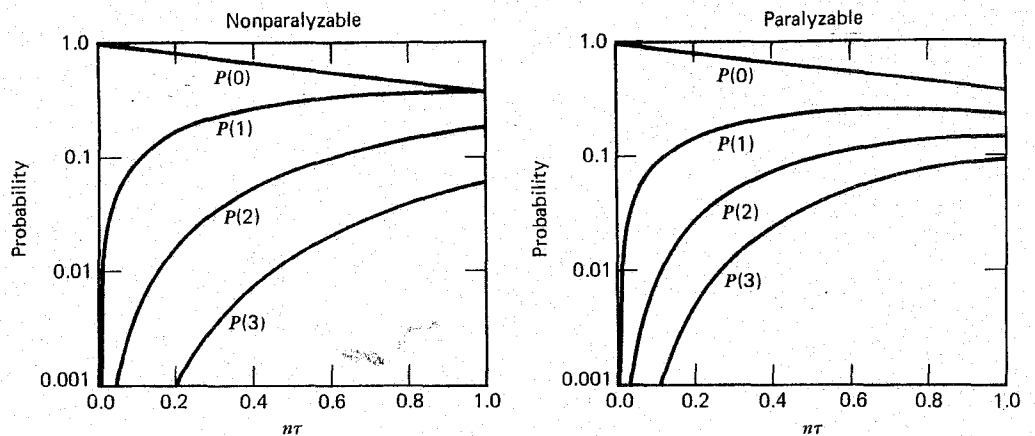 Nonparalyzable
1.0
0.1
0.01
0.001
Probability
P(0)
P(1)
P(2)
P(3)
0.0 0.2 0.4 0.6 0.8 1.0
nτ
Paralyzable
1.0
0.1
0.01
0.001
Probability
P(0)
P(1)
P(2)
P(3)
0.0 0.2 0.4 0.6 0.8 1.0
nτ